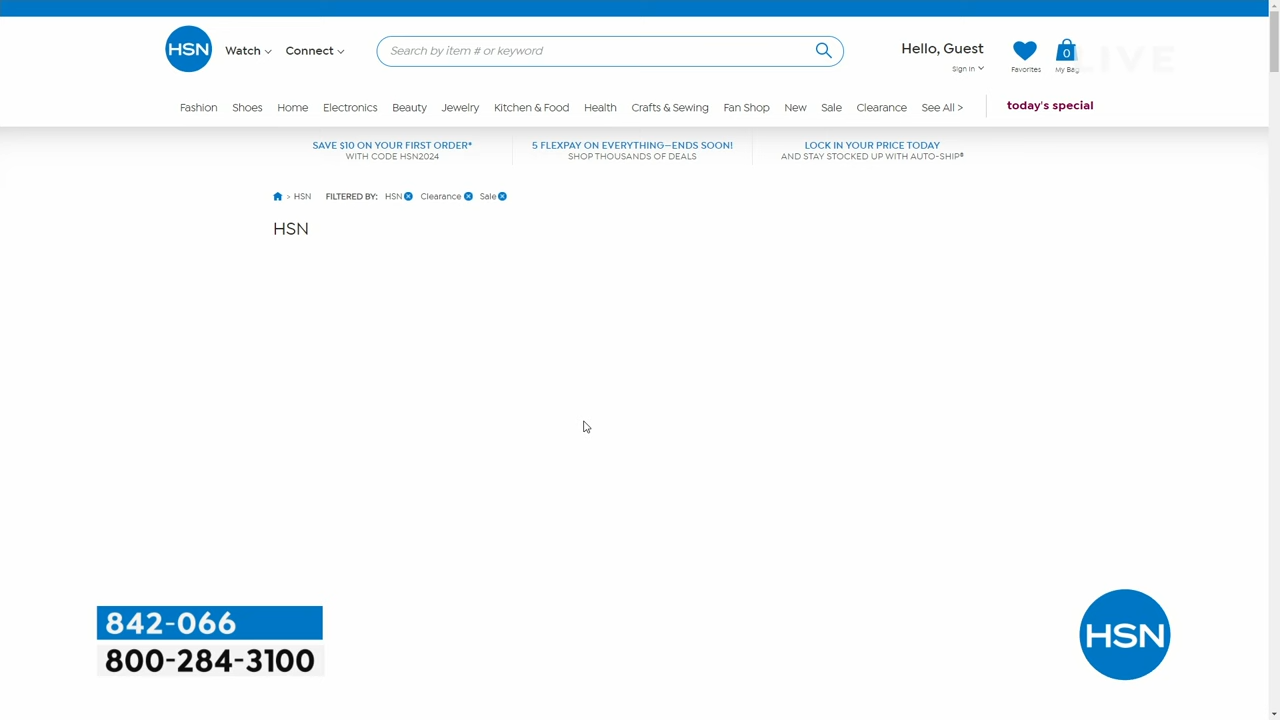 HSN
Watch
Connect
Search by item # or keyword
Hello, Guest
Sign in
Favorites
0
My Bag
LIVE
Fashion
Shoes
Home
Electronics
Beauty
Jewelry
Kitchen & Food
Health
Crafts & Sewing
Fan Shop
New
Sale
Clearance
See All >
today's special
SAVE $10 ON YOUR FIRST ORDER*
WITH CODE HSN2024
5 FLEXPAY ON EVERYTHING—ENDS SOON!
SHOP THOUSANDS OF DEALS
LOCK IN YOUR PRICE TODAY
AND STAY STOCKED UP WITH AUTO-SHIP®
> HSN FILTERED BY: HSN Clearance Sale
HSN
842-066
800-284-3100
HSN